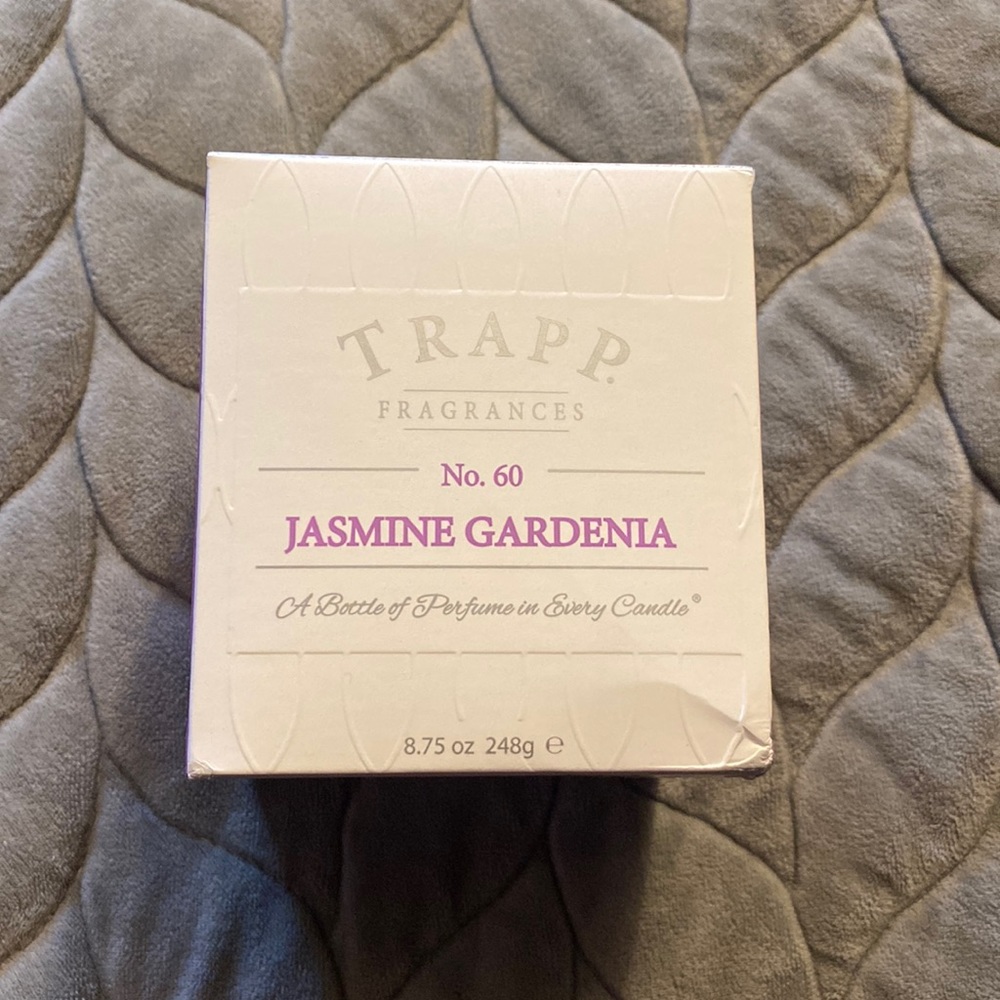 TRAPP.
FRAGRANCES
No. 60
JASMINE GARDENIA
A Bottle of Perfume in Every Candle®
8.75 oz 248g ℮